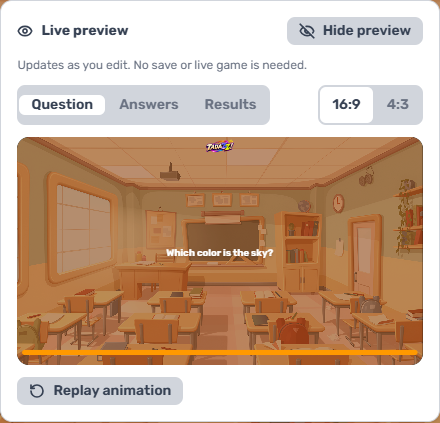 Live preview
Hide preview
Updates as you edit. No save or live game is needed.
Question
Answers
Results
16:9
4:3
Which color is the sky?
Replay animation